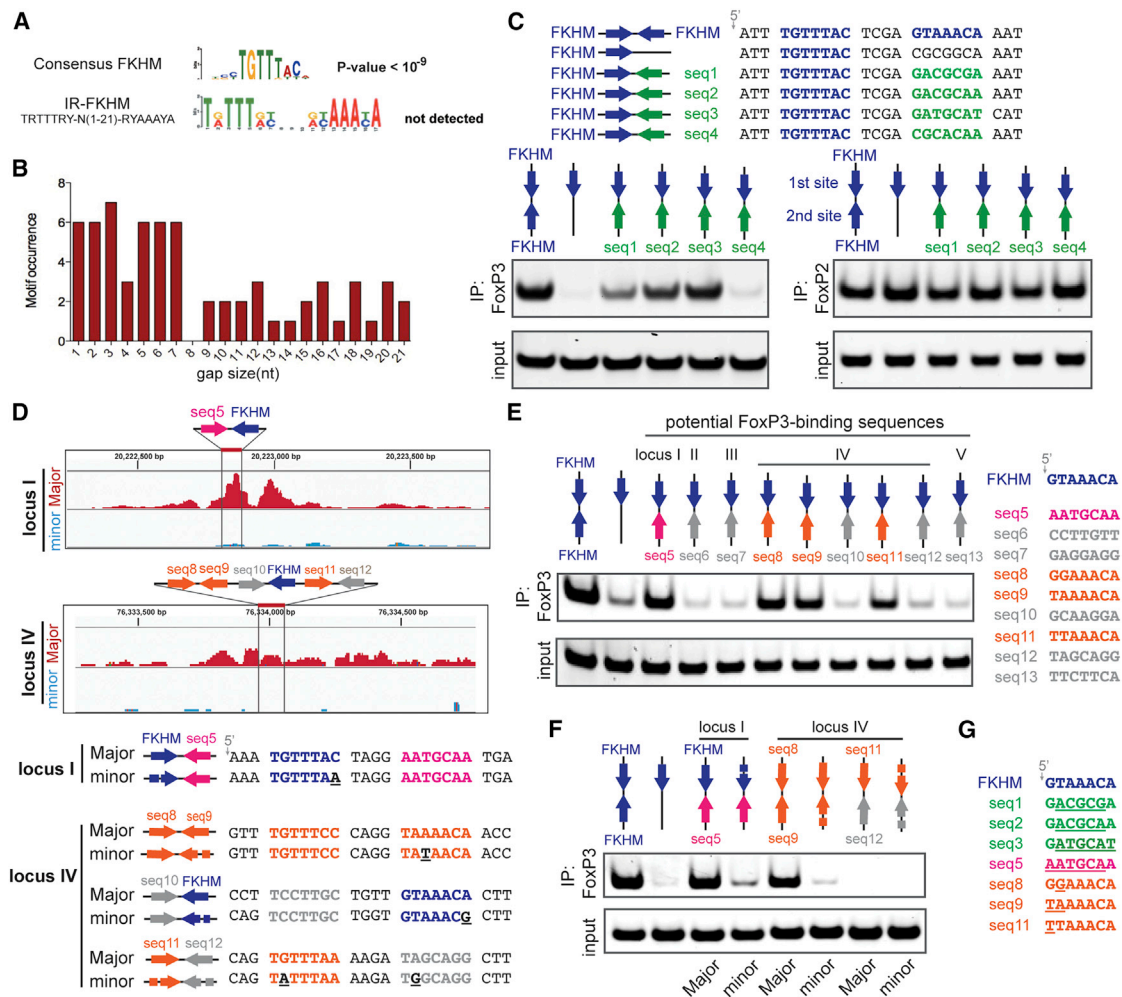 A
Consensus FKHM
P-value < 10-9
IR-FKHM
TRTTTRY-N(1-21)-RYAAAYA
not detected
B
Motif occurrence
8
6
4
2
0
1 2 3 4 5 6 7 8 9 10 11 12 13 14 15 16 17 18 19 20 21
gap size(nt)
C
5'
FKHM FKHM ATT TGTTTAC TCGA GTAAACA AAT
FKHM ATT TGTTTAC TCGA CGCGGCA AAT
FKHM seq1 ATT TGTTTAC TCGA GACGCGA AAT
FKHM seq2 ATT TGTTTAC TCGA GACGCAA AAT
FKHM seq3 ATT TGTTTAC TCGA GATGCAT CAT
FKHM seq4 ATT TGTTTAC TCGA CGCACAA AAT
FKHM
FKHM seq1 seq2 seq3 seq4
IP: FoxP3
input
FKHM
1st site
2nd site
FKHM seq1 seq2 seq3 seq4
IP: FoxP2
input
D
seq5 FKHM
20,222,500 bp 20,223,000 bp 20,223,500 bp
locus I
minor Major
seq8 seq9 seq10 FKHM seq11 seq12
76,333,500 bp 76,334,000 bp 76,334,500 bp
locus IV
minor Major
FKHM seq5 5'
locus I
Major AAA TGTTTAC TAGG AATGCAA TGA
minor AAA TGTTTAA TAGG AATGCAA TGA
locus IV
seq8 seq9
Major GTT TGTTTCC CAGG TAAAACA ACC
minor GTT TGTTTCC CAGG TATAACA ACC
seq10 FKHM
Major CCT TCCTTGC TGTT GTAAACA CTT
minor CAG TCCTTGC TGGT GTAAACG CTT
seq11 seq12
Major CAG TGTTTAA AAGA TAGCAGG CTT
minor CAG TATTTAA AAGA TGGCAGG CTT
E
potential FoxP3-binding sequences
FKHM locus I II III IV V
FKHM seq5 seq6 seq7 seq8 seq9 seq10 seq11 seq12 seq13
IP: FoxP3
input
5'
FKHM GTAAACA
seq5 AATGCAA
seq6 CCTTGTT
seq7 GAGGAGG
seq8 GGAAACA
seq9 TAAAACA
seq10 GCAAGGA
seq11 TTAAACA
seq12 TAGCAGG
seq13 TTCTTCA
F
locus I locus IV
FKHM FKHM seq8 seq11
FKHM seq5 seq9 seq12
IP: FoxP3
input
Major minor Major minor Major minor
G
5'
FKHM GTAAACA
seq1 GACGCGA
seq2 GACGCAA
seq3 GATGCAT
seq5 AATGCAA
seq8 GGAAACA
seq9 TAAAACA
seq11 TTAAACA